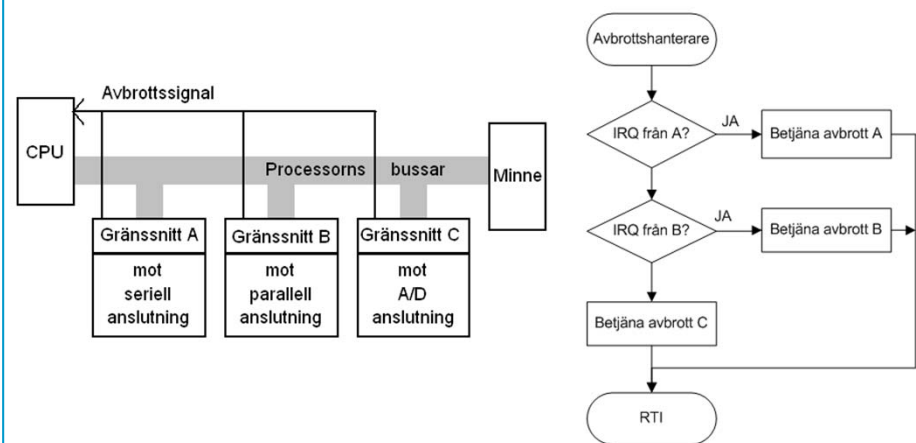 Avbrottssignal
CPU
Processorns bussar
Minne
Gränssnitt A
mot
seriell
anslutning
Gränssnitt B
mot
parallell
anslutning
Gränssnitt C
mot
A/D
anslutning
Avbrottshanterare
IRQ från A?
JA
Betjäna avbrott A
IRQ från B?
JA
Betjäna avbrott B
Betjäna avbrott C
RTI